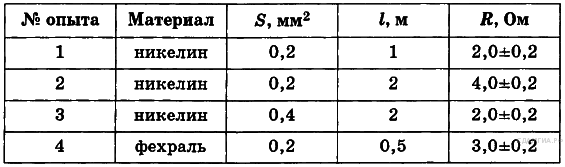 № опыта Материал S, мм² l, м R, Ом
1 никелин 0,2 1 2,0±0,2
2 никелин 0,2 2 4,0±0,2
3 никелин 0,4 2 2,0±0,2
4 фехраль 0,2 0,5 3,0±0,2